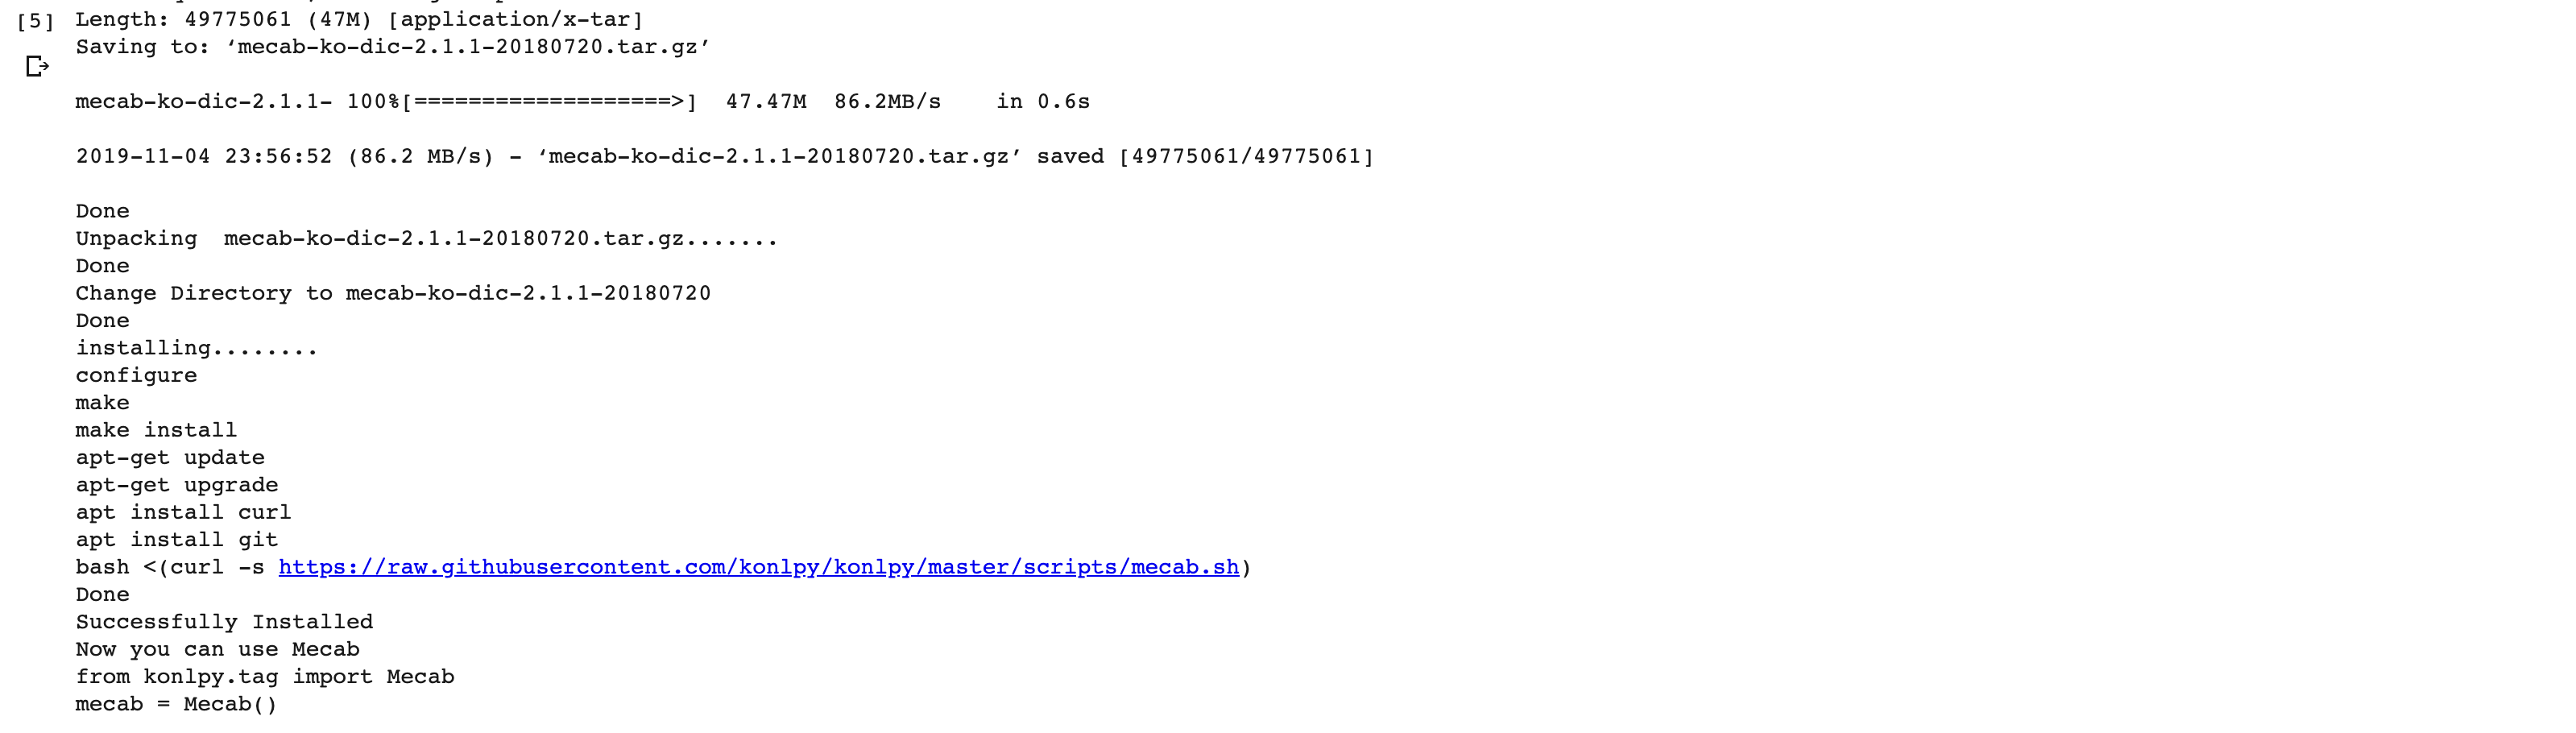 [5] Length: 49775061 (47M) [application/x-tar]
Saving to: ‘mecab-ko-dic-2.1.1-20180720.tar.gz’
mecab-ko-dic-2.1.1- 100%[===================>]  47.47M  86.2MB/s    in 0.6s
2019-11-04 23:56:52 (86.2 MB/s) - ‘mecab-ko-dic-2.1.1-20180720.tar.gz’ saved [49775061/49775061]
Done
Unpacking  mecab-ko-dic-2.1.1-20180720.tar.gz.......
Done
Change Directory to mecab-ko-dic-2.1.1-20180720
Done
installing........
configure
make
make install
apt-get update
apt-get upgrade
apt install curl
apt install git
bash <(curl -s https://raw.githubusercontent.com/konlpy/konlpy/master/scripts/mecab.sh)
Done
Successfully Installed
Now you can use Mecab
from konlpy.tag import Mecab
mecab = Mecab()